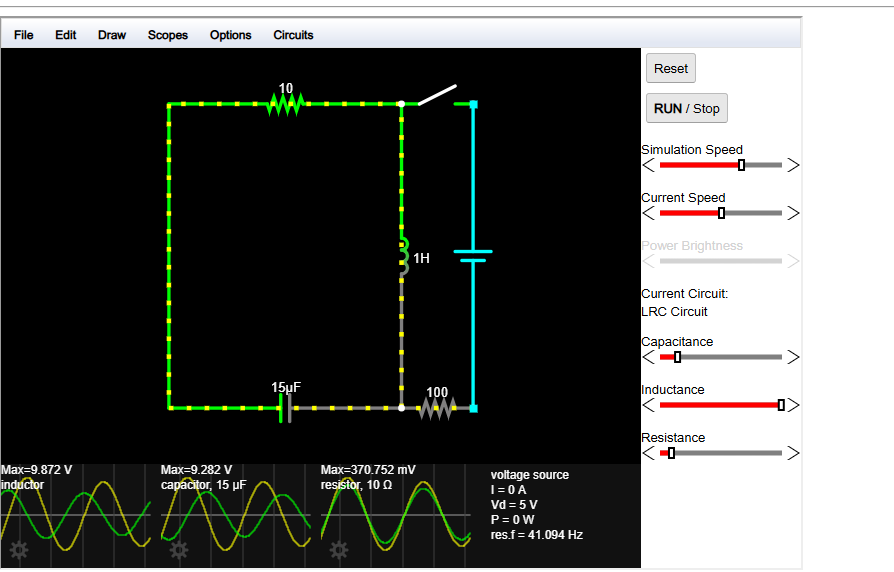 File Edit Draw Scopes Options Circuits
Reset
RUN / Stop
Simulation Speed
Current Speed
Power Brightness
Current Circuit:
LRC Circuit
Capacitance
Inductance
Resistance
10
1H
15μF
100
Max=9.872 V
inductor
Max=9.282 V
capacitor, 15 μF
Max=370.752 mV
resistor, 10 Ω
voltage source
I = 0 A
Vd = 5 V
P = 0 W
res.f = 41.094 Hz